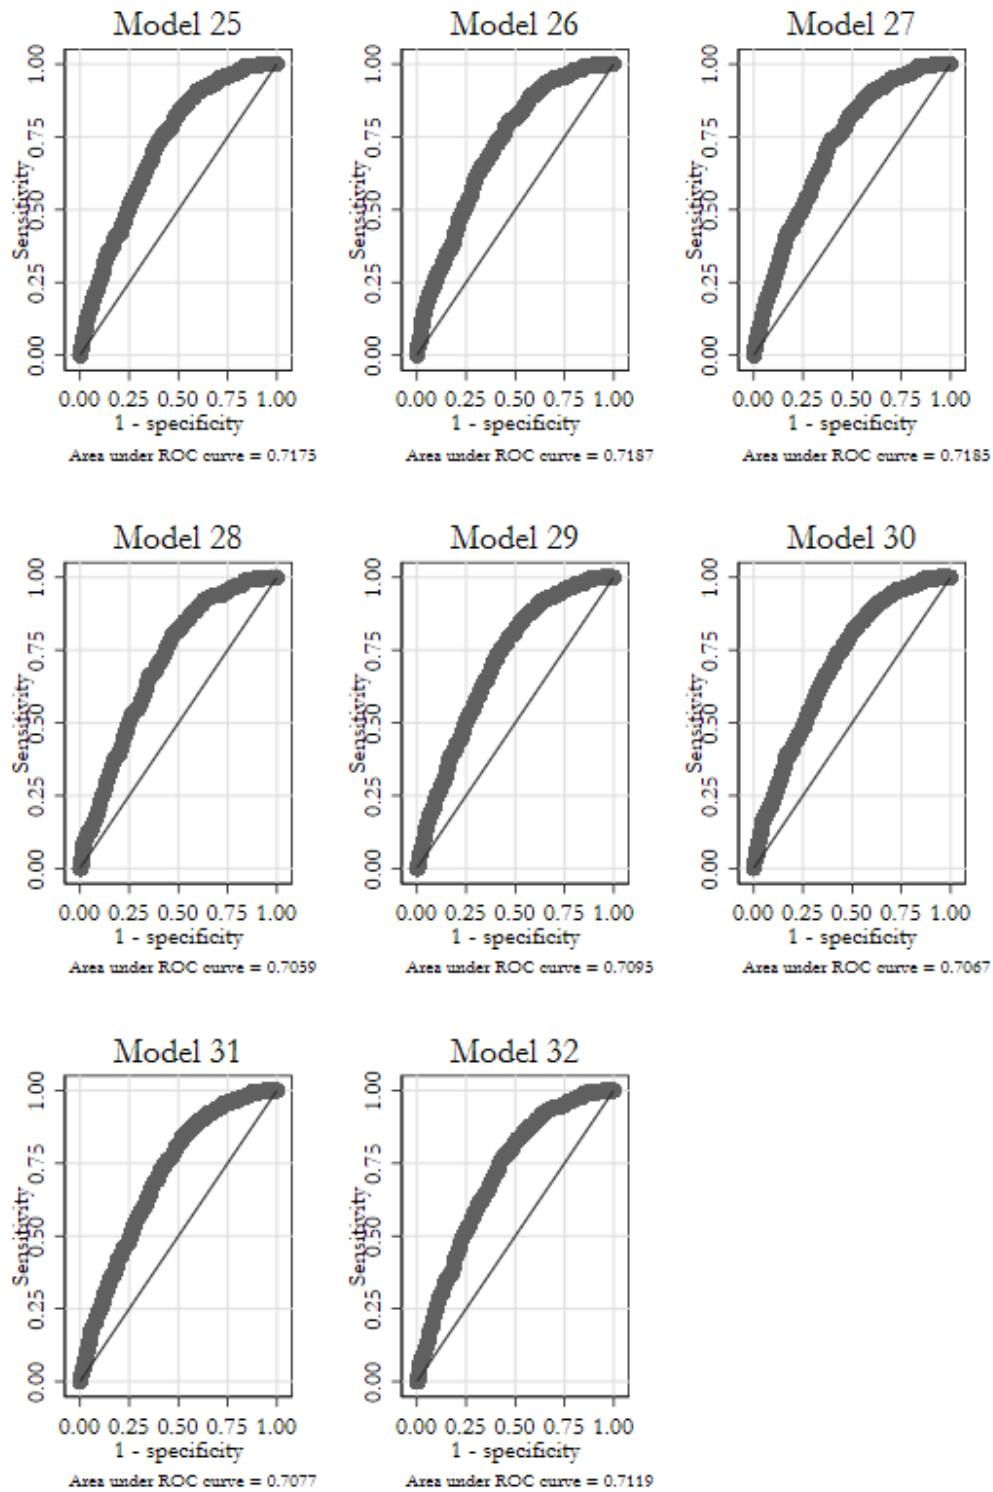 Model 25
Sensitivity
0.00 0.25 0.50 0.75 1.00
0.00 0.25 0.50 0.75 1.00
1 - specificity
Area under ROC curve = 0.7175
Model 26
Sensitivity
0.00 0.25 0.50 0.75 1.00
0.00 0.25 0.50 0.75 1.00
1 - specificity
Area under ROC curve = 0.7187
Model 27
Sensitivity
0.00 0.25 0.50 0.75 1.00
0.00 0.25 0.50 0.75 1.00
1 - specificity
Area under ROC curve = 0.7185
Model 28
Sensitivity
0.00 0.25 0.50 0.75 1.00
0.00 0.25 0.50 0.75 1.00
1 - specificity
Area under ROC curve = 0.7059
Model 29
Sensitivity
0.00 0.25 0.50 0.75 1.00
0.00 0.25 0.50 0.75 1.00
1 - specificity
Area under ROC curve = 0.7095
Model 30
Sensitivity
0.00 0.25 0.50 0.75 1.00
0.00 0.25 0.50 0.75 1.00
1 - specificity
Area under ROC curve = 0.7067
Model 31
Sensitivity
0.00 0.25 0.50 0.75 1.00
0.00 0.25 0.50 0.75 1.00
1 - specificity
Area under ROC curve = 0.7077
Model 32
Sensitivity
0.00 0.25 0.50 0.75 1.00
0.00 0.25 0.50 0.75 1.00
1 - specificity
Area under ROC curve = 0.7119